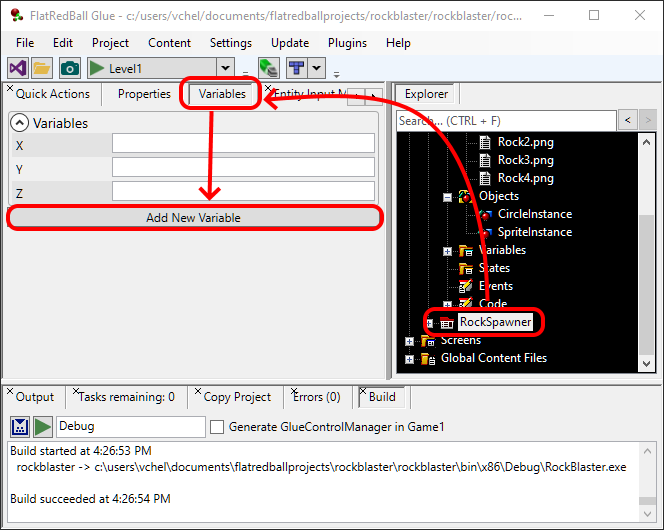 FlatRedBall Glue - c:/users/vchel/documents/flatredballprojects/rockblaster/rockblaster/roc...
File Project Content Settings Update Plugins Help
Level1
Quick Actions Properties Variables Entity Input M
Variables
X
Y
Z
Add New Variable
Explorer
Search... (CTRL + F) < >
Rock2.png
Rock3.png
Rock4.png
Objects
CircleInstance
SpriteInstance
Variables
States
Events
Code
RockSpawner
Screens
Global Content Files
Output Tasks remaining: 0 Copy Project Errors (0) Build
Debug Generate GlueControlManager in Game1
Build started at 4:26:53 PM
rockblaster -> c:\users\vchel\documents\flatredballprojects\rockblaster\rockblaster\bin\x86\Debug\RockBlaster.exe
Build succeeded at 4:26:54 PM